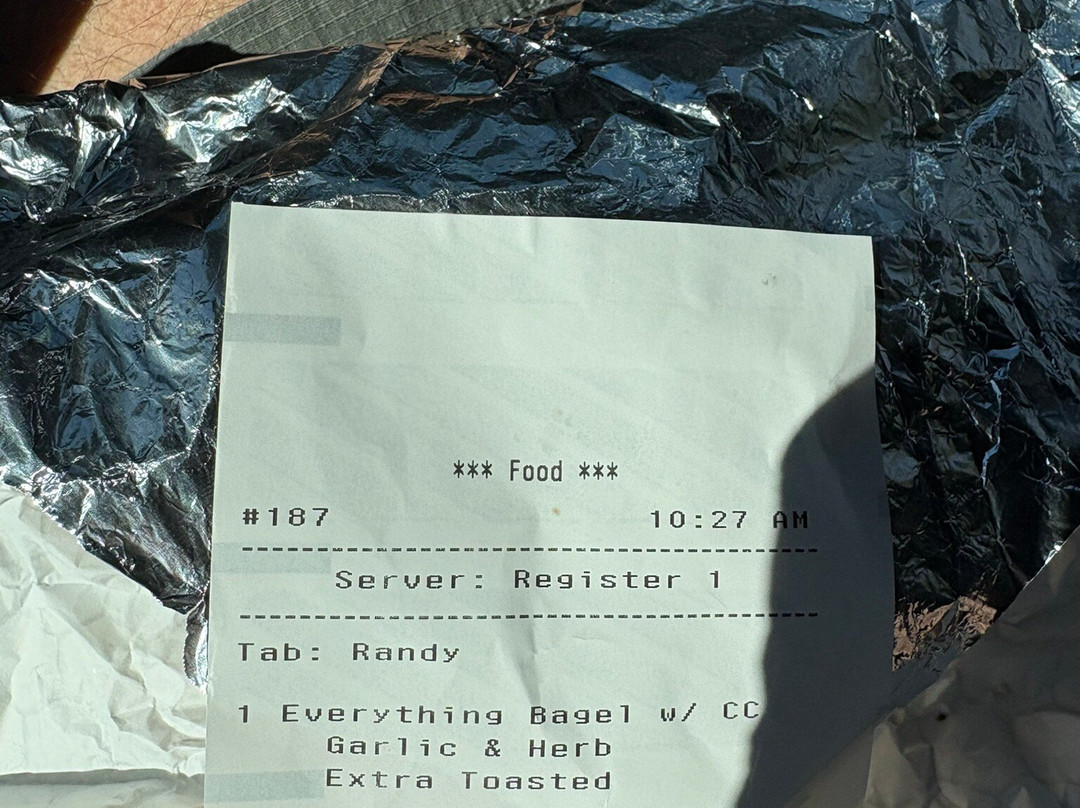 *** Food ***
#187 10:27 AM
Server: Register 1
Tab: Randy
1 Everything Bagel w/ CC
Garlic & Herb
Extra Toasted